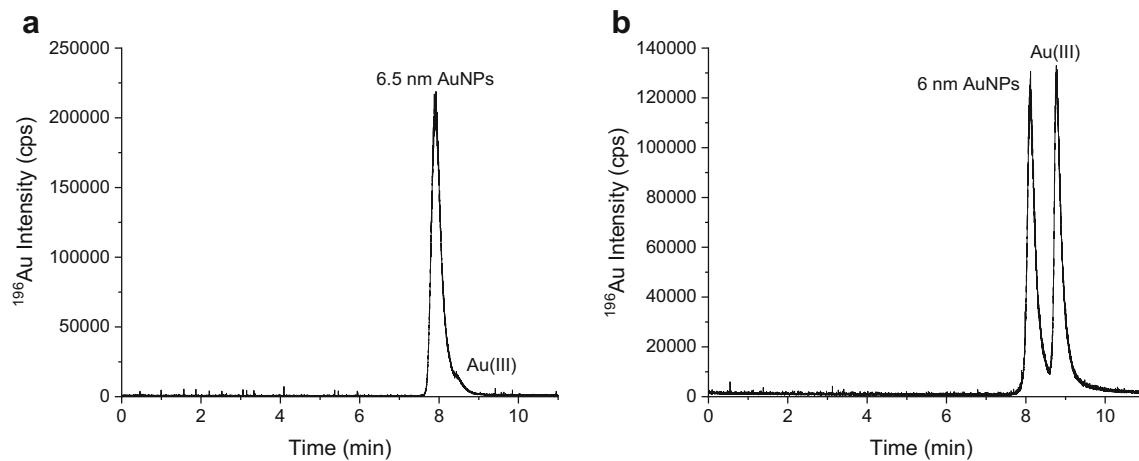 a
250000
200000
150000
100000
50000
0
¹⁹⁶Au Intensity (cps)
6.5 nm AuNPs
Au(III)
0 2 4 6 8 10
Time (min)
b
140000
120000
100000
80000
60000
40000
20000
0
¹⁹⁶Au Intensity (cps)
Au(III)
6 nm AuNPs
0 2 4 6 8 10
Time (min)